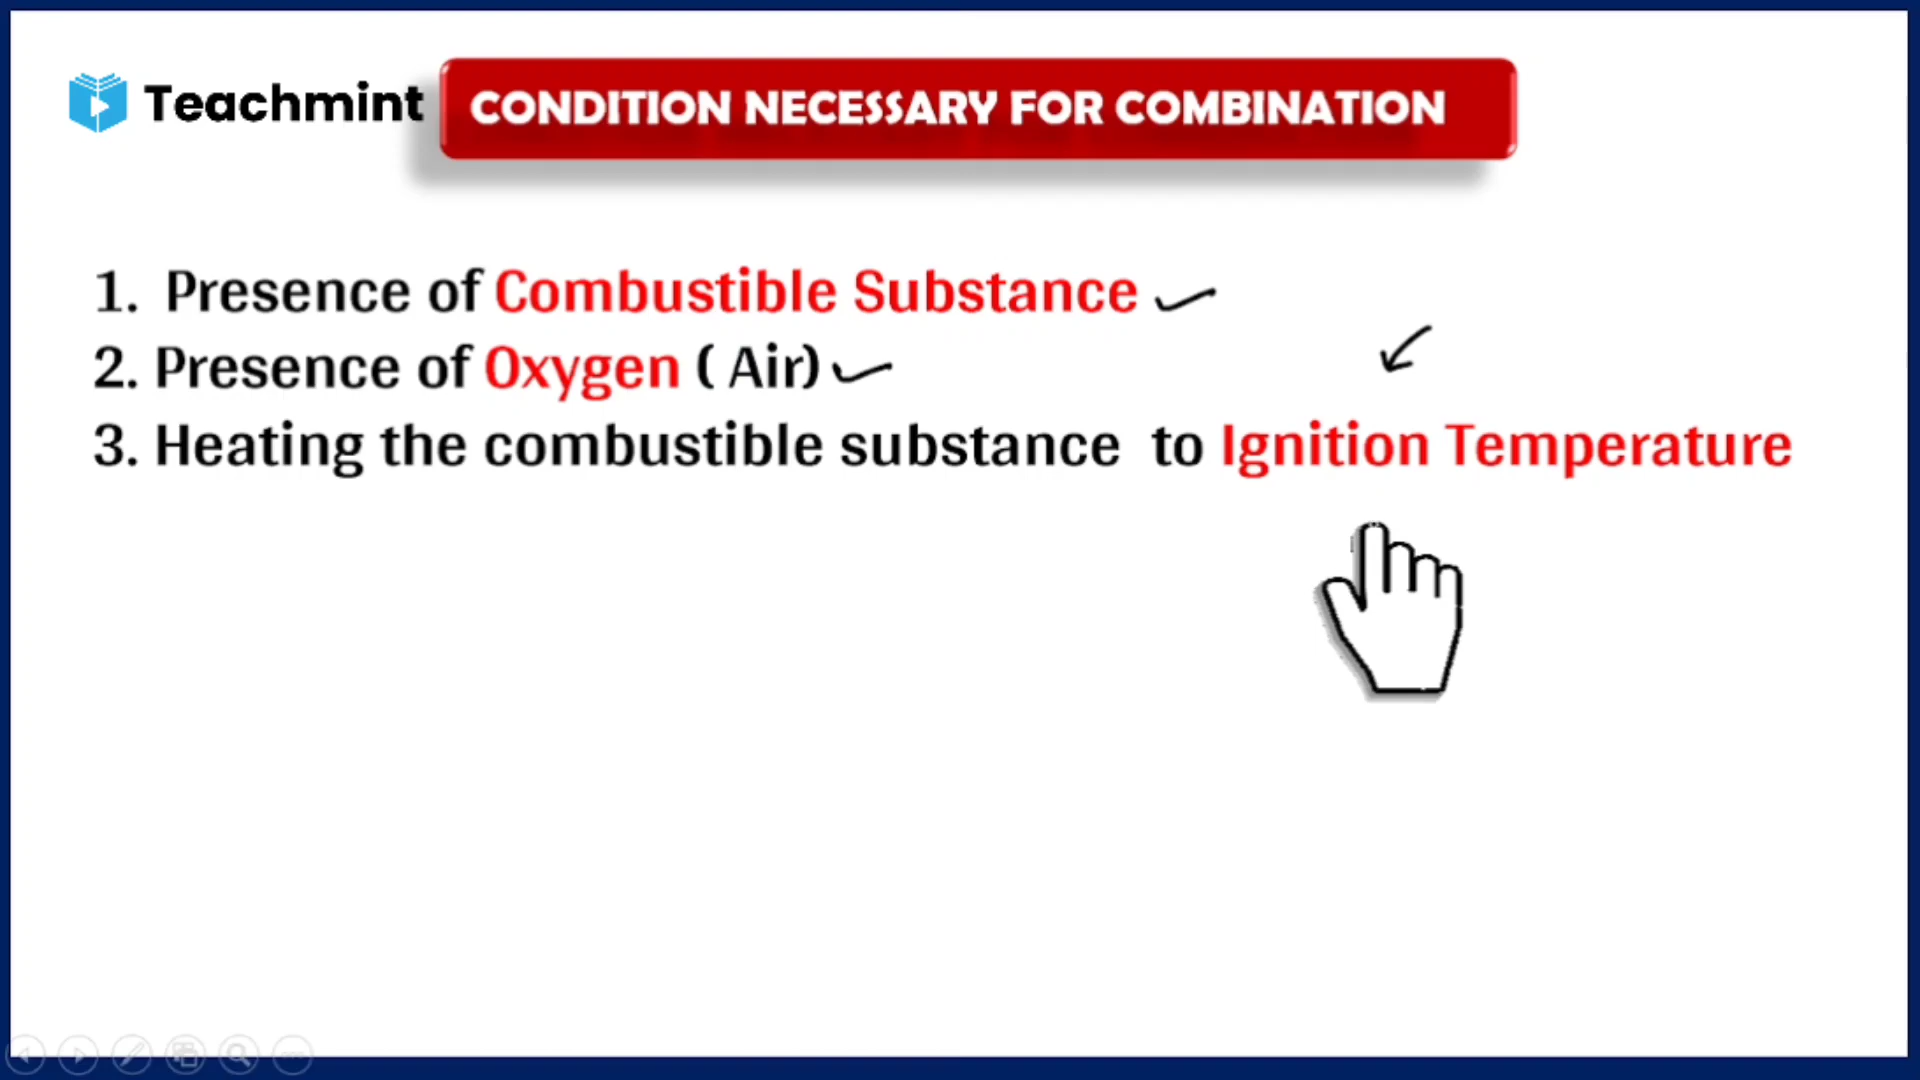 Teachmint
CONDITION NECESSARY FOR COMBINATION
1. Presence of Combustible Substance
2. Presence of Oxygen ( Air)
3. Heating the combustible substance to Ignition Temperature